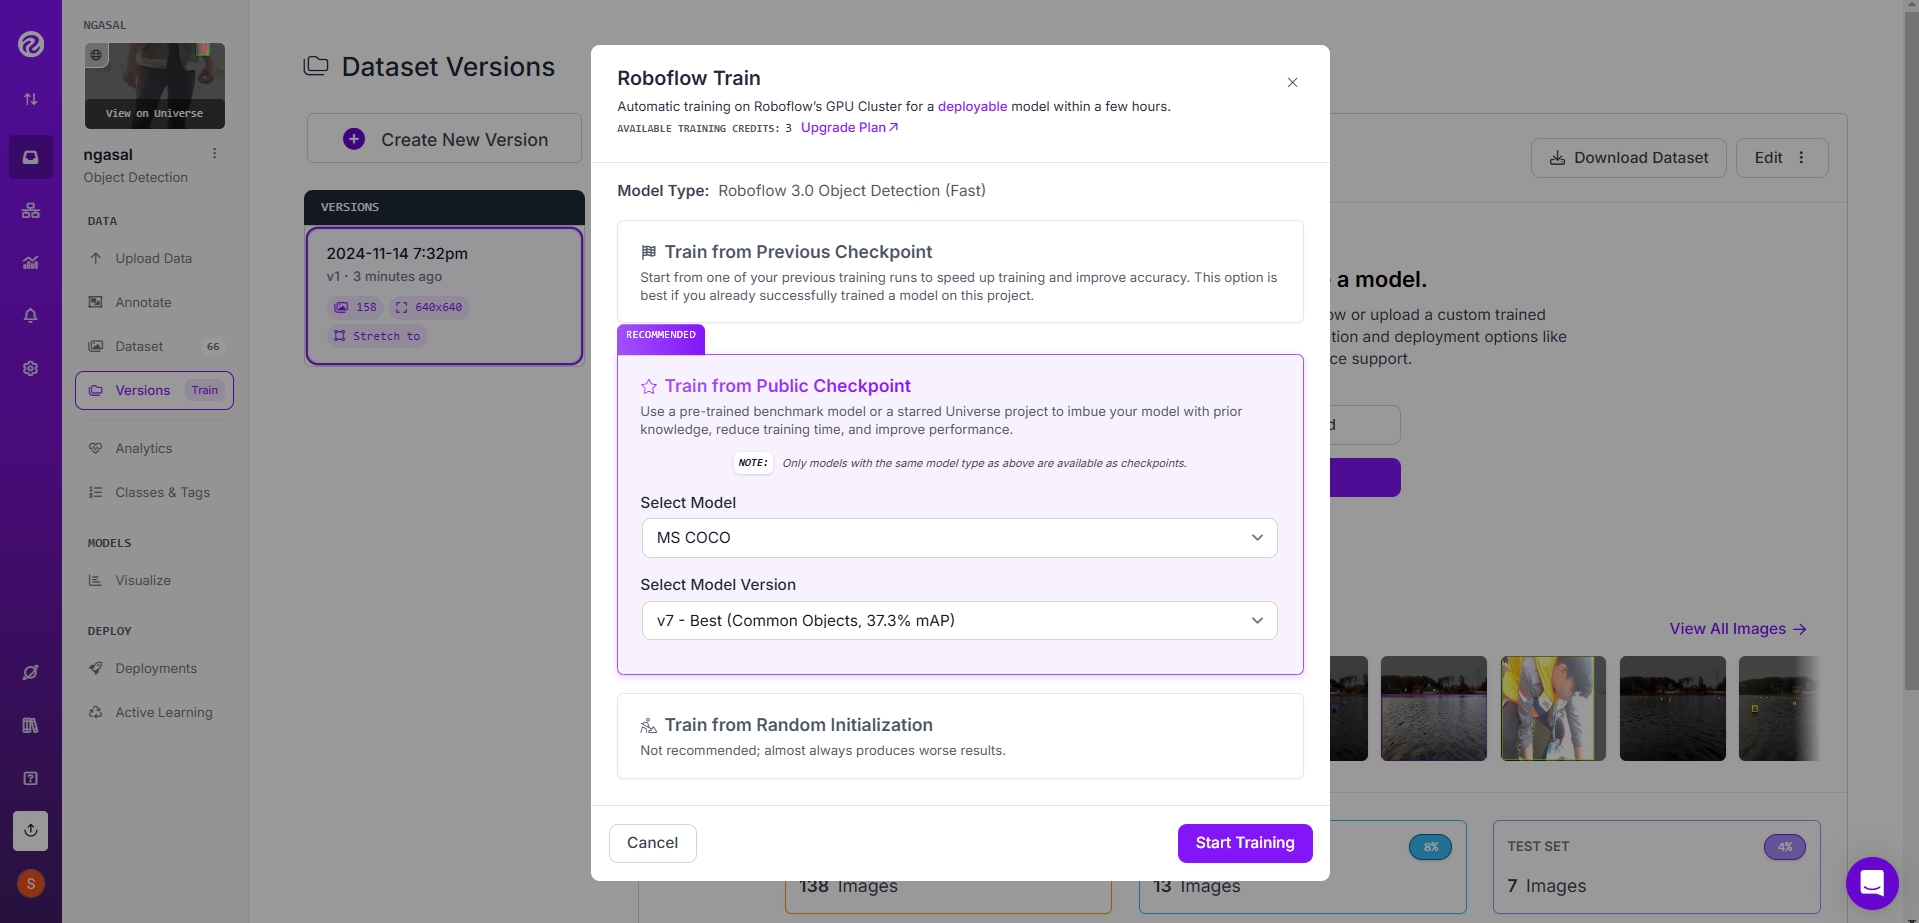 NGASAL
View on Universe
ngasal
Object Detection
DATA
Upload Data
Annotate
Dataset
66
Versions
Train
Analytics
Classes & Tags
MODELS
Visualize
DEPLOY
Deployments
Active Learning
S
Dataset Versions
Create New Version
VERSIONS
2024-11-14 7:32pm
v1 · 3 minutes ago
158
640x640
Stretch to
Roboflow Train
Automatic training on Roboflow's GPU Cluster for a deployable model within a few hours.
AVAILABLE TRAINING CREDITS: 3 Upgrade Plan
Model Type: Roboflow 3.0 Object Detection (Fast)
Train from Previous Checkpoint
Start from one of your previous training runs to speed up training and improve accuracy. This option is
best if you already successfully trained a model on this project.
RECOMMENDED
Train from Public Checkpoint
Use a pre-trained benchmark model or a starred Universe project to imbue your model with prior
knowledge, reduce training time, and improve performance.
NOTE: Only models with the same model type as above are available as checkpoints.
Select Model
MS COCO
Select Model Version
v7 - Best (Common Objects, 37.3% mAP)
Train from Random Initialization
Not recommended; almost always produces worse results.
Cancel
Start Training
Download Dataset
Edit
a model.
ow or upload a custom trained
tion and deployment options like
ce support.
d
View All Images →
138 Images
8%
13 Images
TEST SET
4%
7 Images